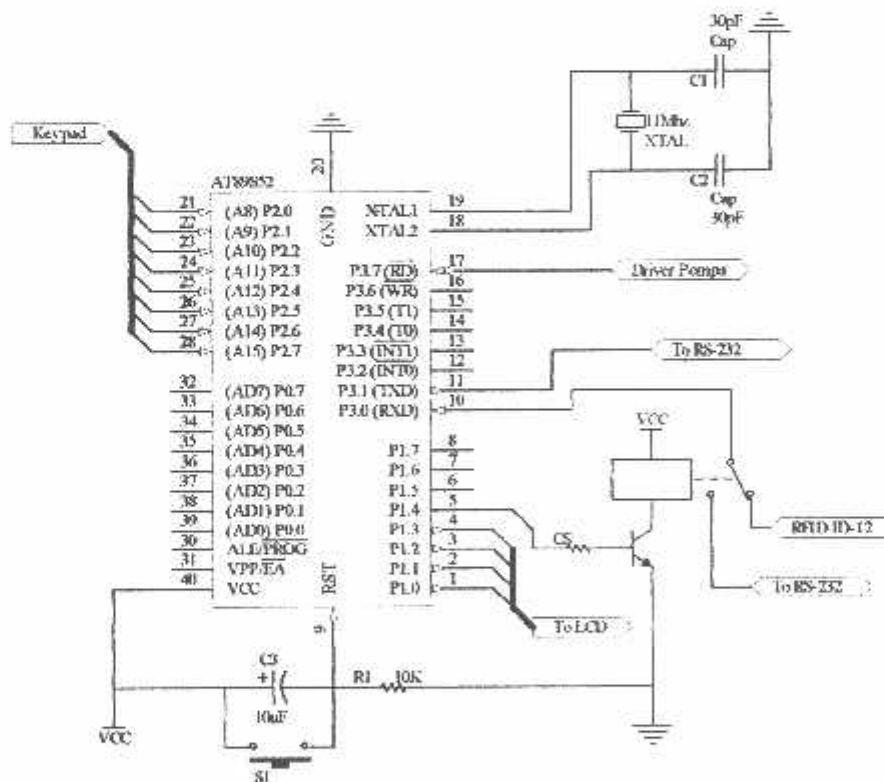 30pF
Cap
C1
11Mhz
XTAL
C2
Cap
30pF
Keypad
AT89S52
20
GND
21 (A8) P2.0
22 (A9) P2.1
23 (A10) P2.2
24 (A11) P2.3
25 (A12) P2.4
26 (A13) P2.5
27 (A14) P2.6
28 (A15) P2.7
32 (AD7) P0.7
33 (AD6) P0.6
34 (AD5) P0.5
35 (AD4) P0.4
36 (AD3) P0.3
37 (AD2) P0.2
38 (AD1) P0.1
39 (AD0) P0.0
30 ALE/PROG
31 VPP/EA
40 VCC
XTAL1 19
XTAL2 18
P3.7 (RD) 17
P3.6 (WR) 16
P3.5 (T1) 15
P3.4 (T0) 14
P3.3 (INT1) 13
P3.2 (INT0) 12
P3.1 (TXD) 11
P3.0 (RXD) 10
P1.7 8
P1.6 7
P1.5 6
P1.4 5
P1.3 4
P1.2 3
P1.1 2
P1.0 1
RST
9
Driver Pompa
To RS-232
VCC
RFID ID-12
To RS-232
To LCD
C3
+
10uF
R1 10K
VCC
S1